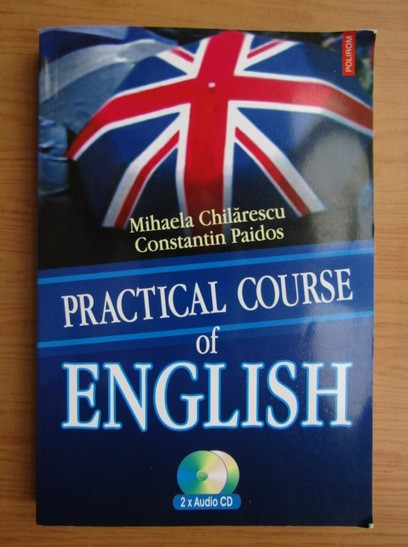 POLIROM
Mihaela Chilărescu
Constantin Paidos
PRACTICAL COURSE
of
ENGLISH
2 x Audio CD